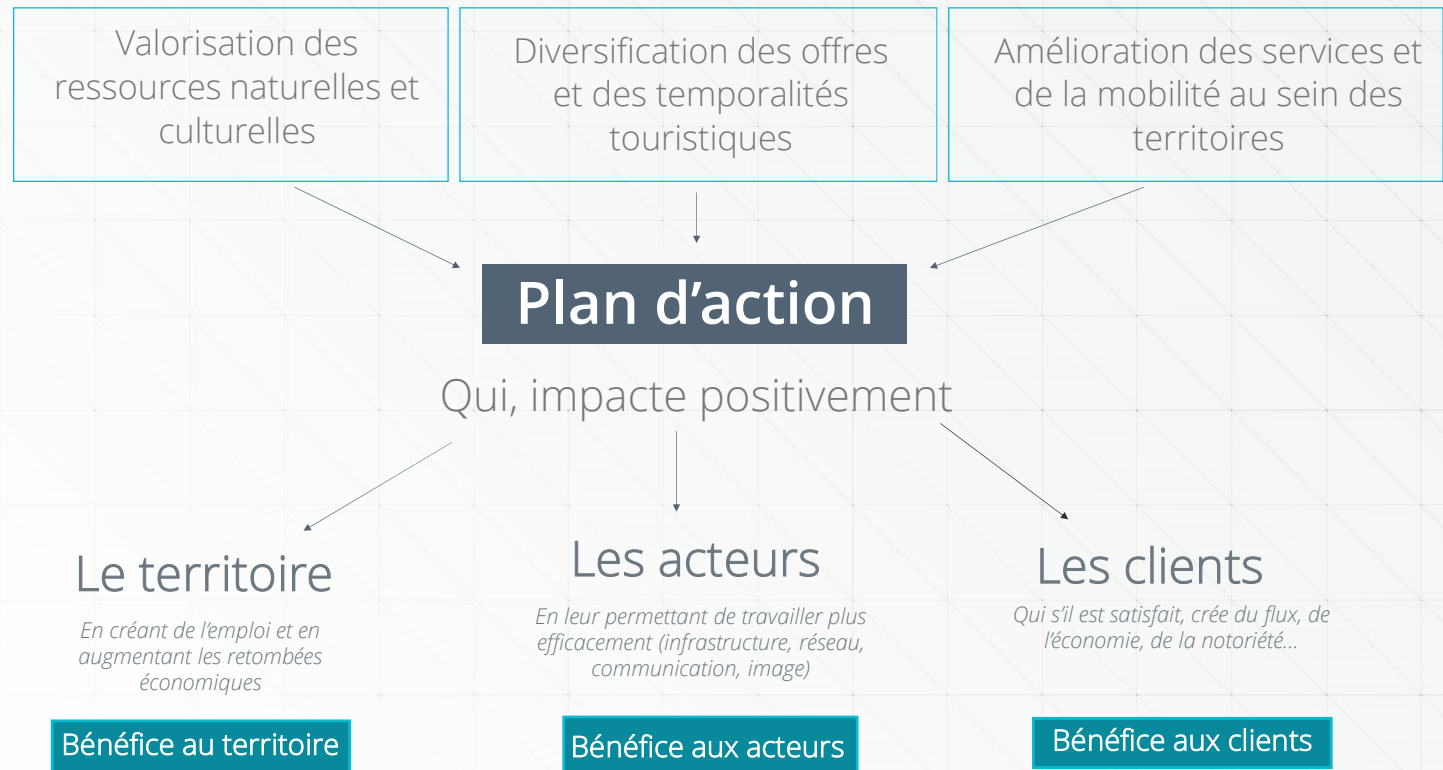 Valorisation des
ressources naturelles et
culturelles
Diversification des offres
et des temporalités
touristiques
Amélioration des services et
de la mobilité au sein des
territoires
Plan d’action
Qui, impacte positivement
Le territoire
En créant de l’emploi et en
augmentant les retombées
économiques
Bénéfice au territoire
Les acteurs
En leur permettant de travailler plus
efficacement (infrastructure, réseau,
communication, image)
Bénéfice aux acteurs
Les clients
Qui s’il est satisfait, crée du flux, de
l’économie, de la notoriété…
Bénéfice aux clients